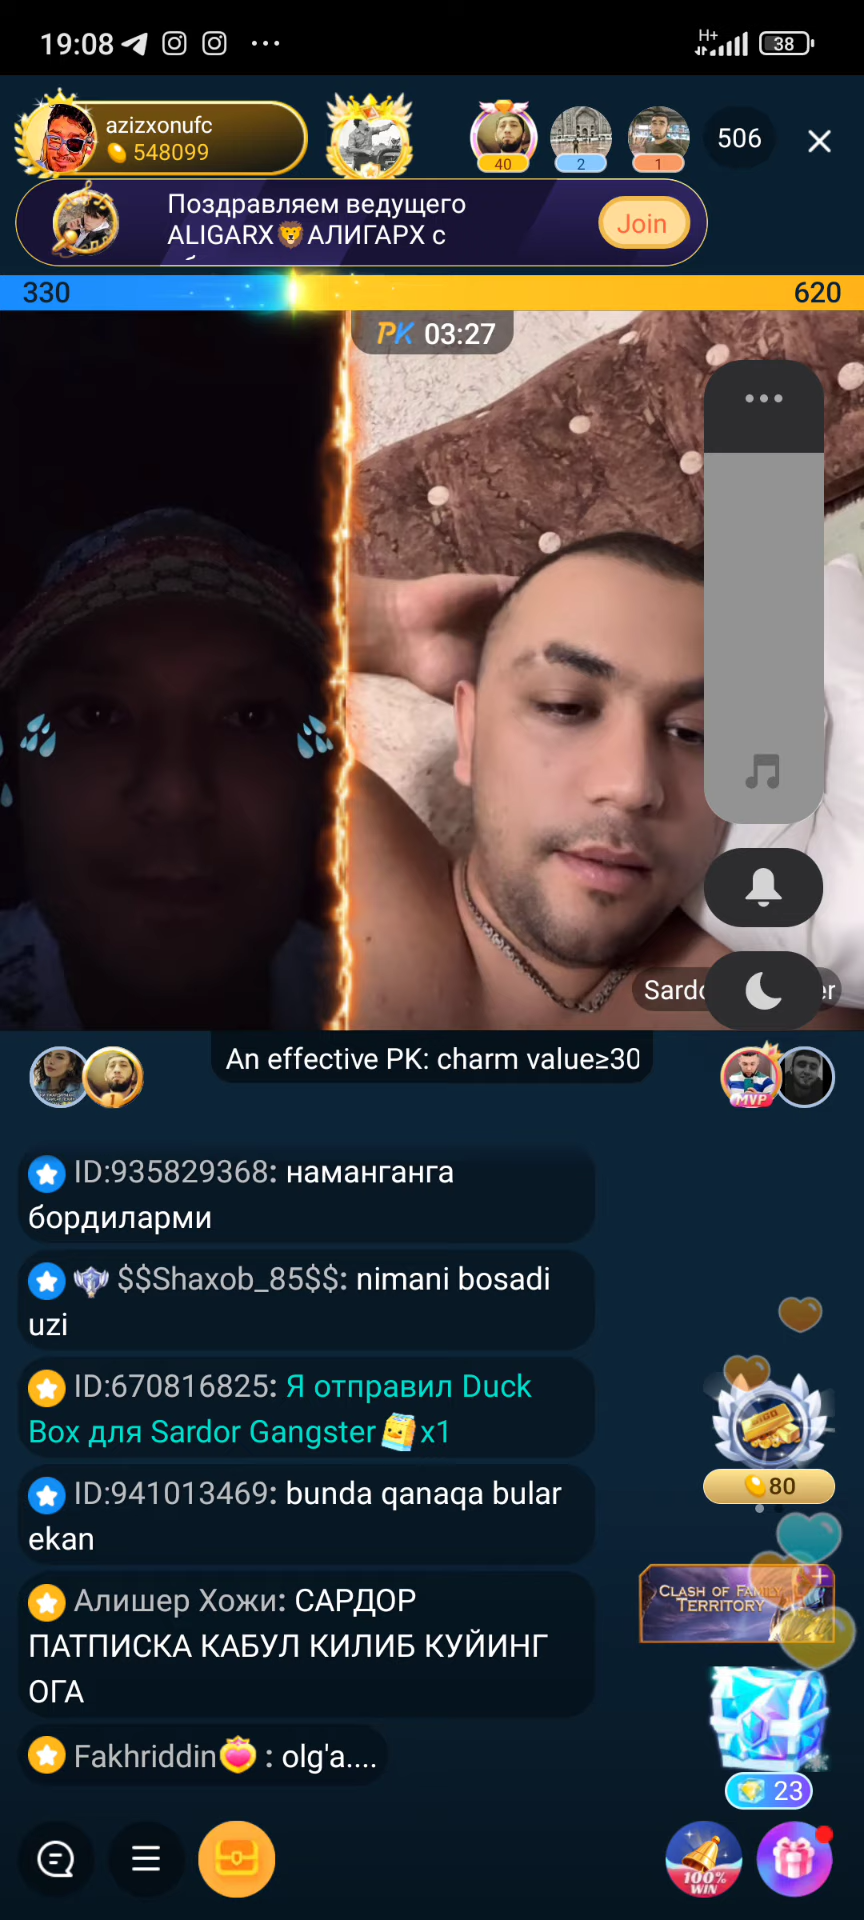 19:08
H+
38
azizxonufc
548099
40
2
1
506
Поздравляем ведущего
ALIGARX🦁АЛИГАРХ с
Join
330
620
PK 03:27
An effective PK: charm value≥30
MVP
1
ID:935829368: наманганга
бордиларми
$$Shaxob_85$$: nimani bosadi
uzi
ID:670816825: Я отправил Duck
Box для Sardor Gangster x1
ID:941013469: bunda qanaqa bular
ekan
80
CLASH OF FAMILY
TERRITORY
Алишер Хожи: САРДОР
ПАТПИСКА КАБУЛ КИЛИБ КУЙИНГ
ОГА
Fakhriddin : olg'a....
23
100%
WIN